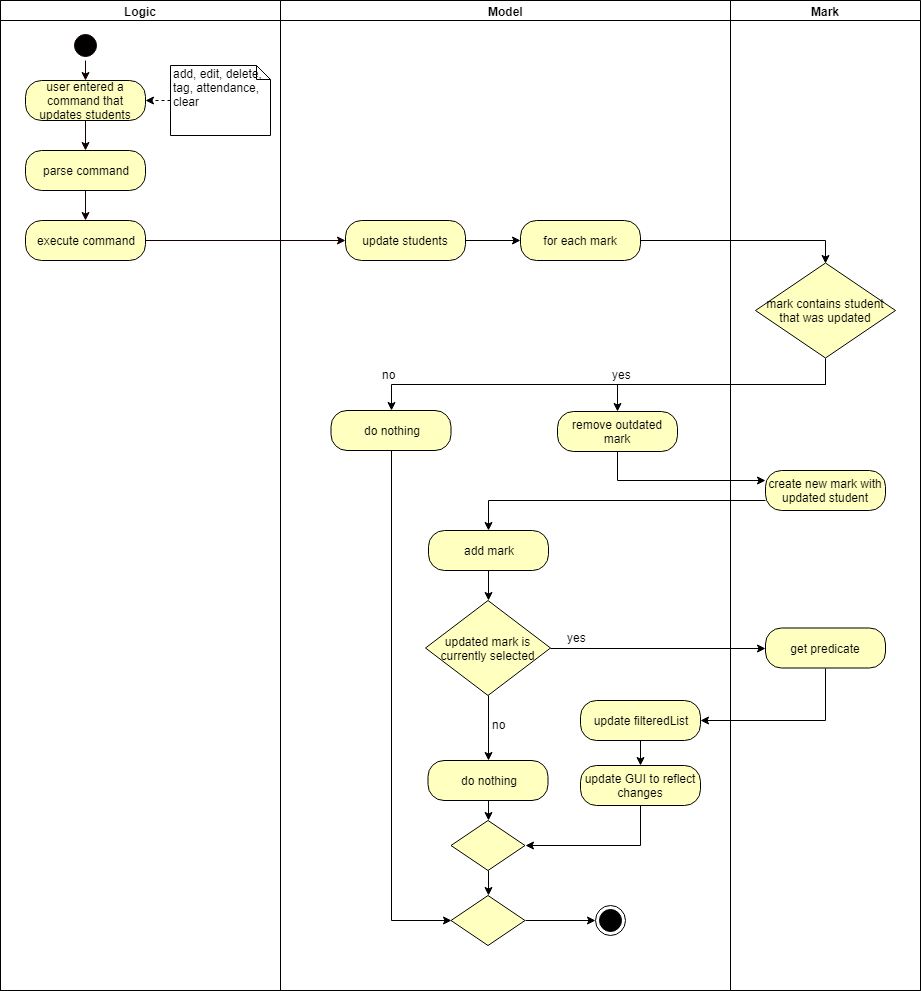 Logic
Model
Mark
add, edit, delete
tag, attendance,
clear
user entered a
command that
updates students
parse command
execute command
update students
for each mark
mark contains student
that was updated
no
yes
do nothing
remove outdated
mark
create new mark with
updated student
add mark
updated mark is
currently selected
yes
get predicate
no
update filteredList
do nothing
update GUI to reflect
changes